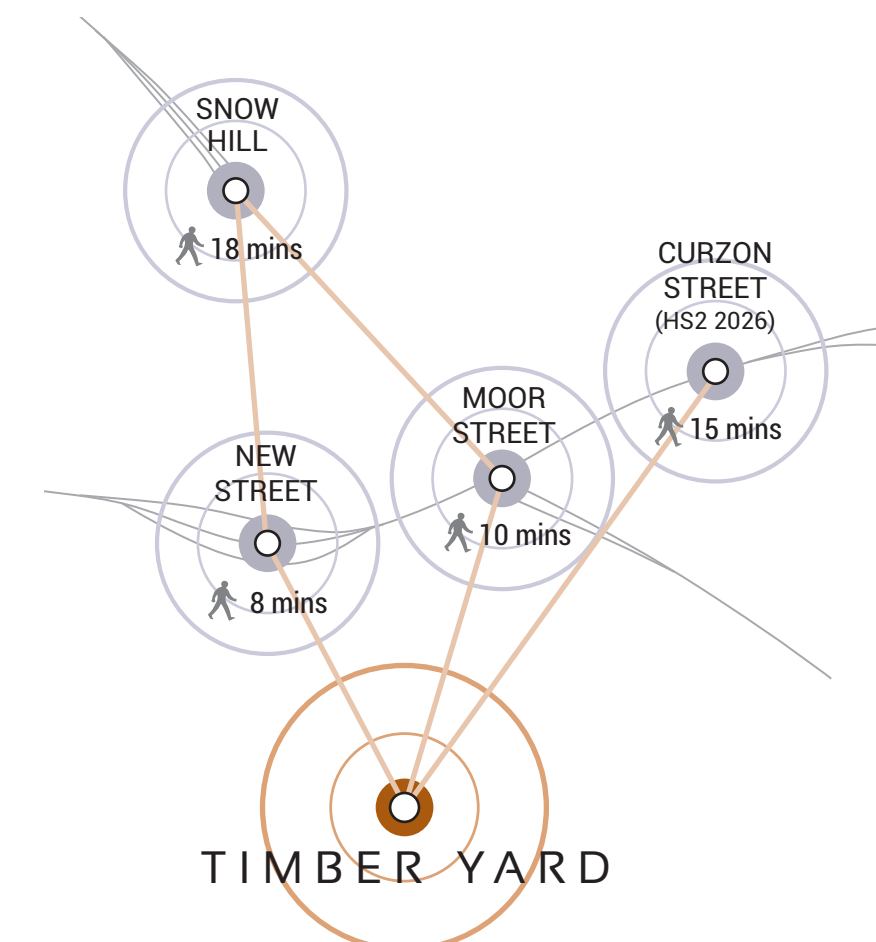 SNOW
HILL
18 mins
CURZON
STREET
(HS2 2026)
15 mins
MOOR
STREET
10 mins
NEW
STREET
8 mins
TIMBER YARD